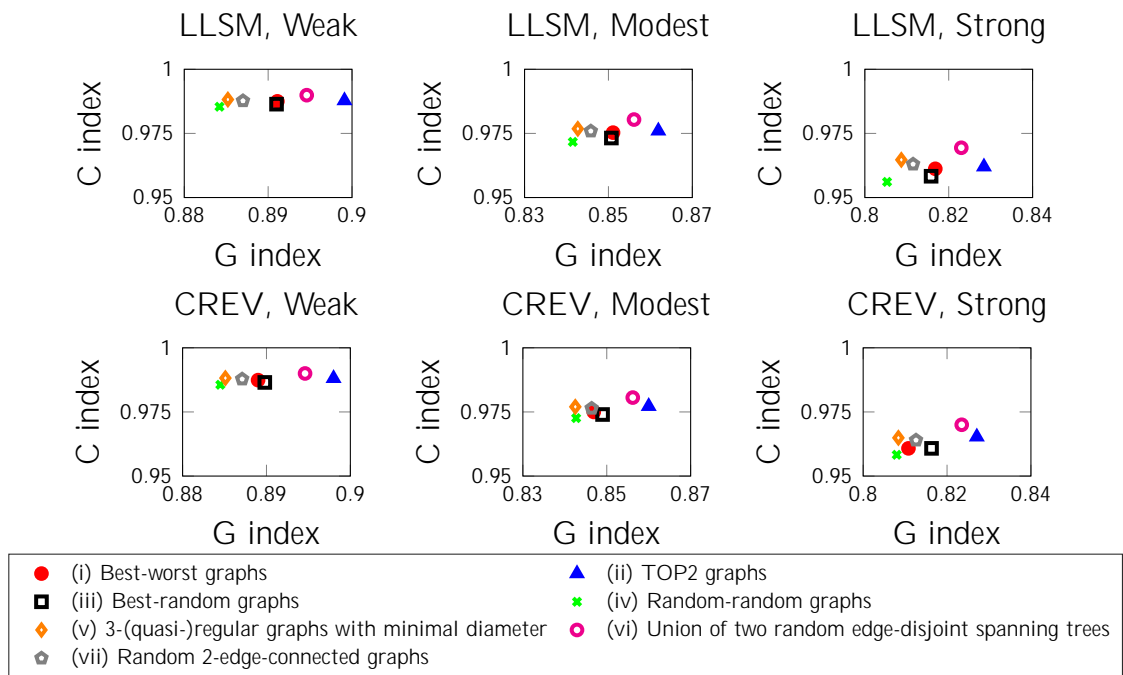 LLSM, Weak
LLSM, Modest
LLSM, Strong
1
0.975
0.95
C index
0.88
0.89
0.9
G index
1
0.975
0.95
C index
0.83
0.85
0.87
G index
1
0.975
0.95
C index
0.8
0.82
0.84
G index
CREV, Weak
CREV, Modest
CREV, Strong
1
0.975
0.95
C index
0.88
0.89
0.9
G index
1
0.975
0.95
C index
0.83
0.85
0.87
G index
1
0.975
0.95
C index
0.8
0.82
0.84
G index
(i) Best-worst graphs
(ii) TOP2 graphs
(iii) Best-random graphs
(iv) Random-random graphs
(v) 3-(quasi-)regular graphs with minimal diameter
(vi) Union of two random edge-disjoint spanning trees
(vii) Random 2-edge-connected graphs